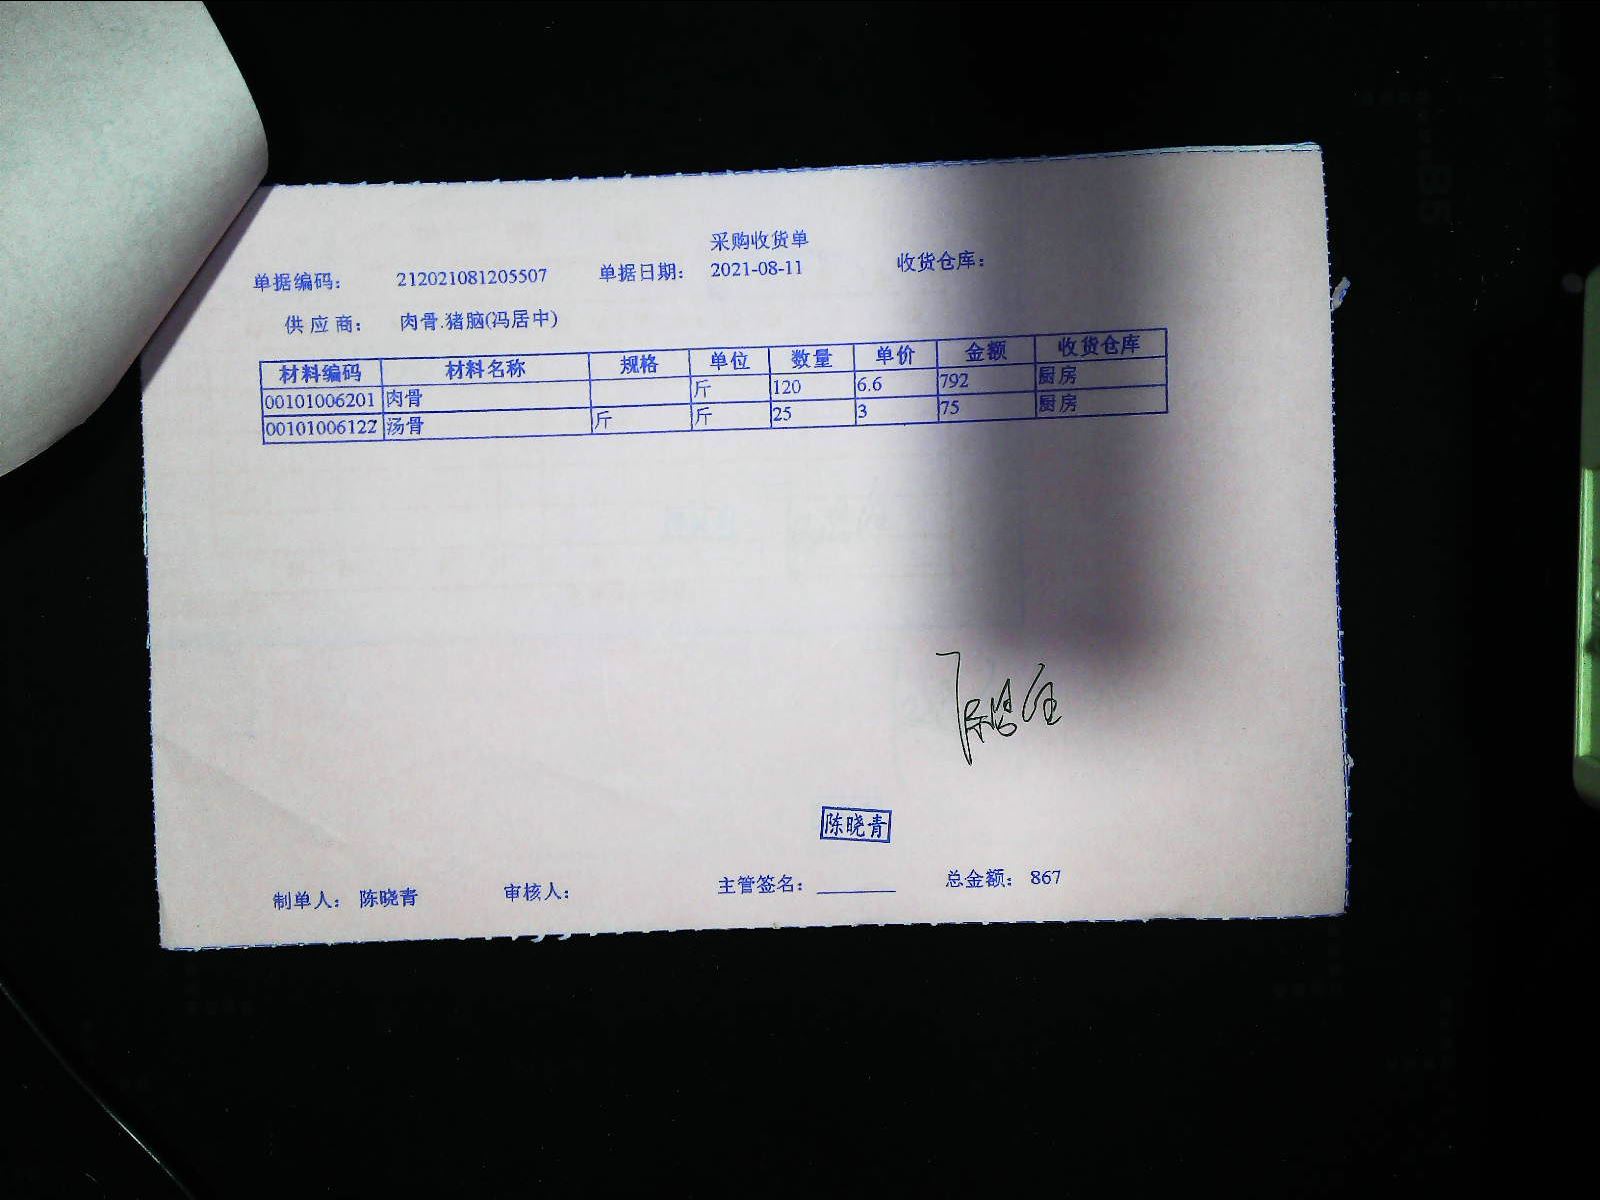 采购收货单
单据编码: 212021081205507 单据日期: 2021-08-11 收货仓库:
供应商: 肉骨.猪脑(冯居中)
材料编码 材料名称 规格 单位 数量 单价 金额 收货仓库
00101006201 肉骨 斤 120 6.6 792 厨房
00101006122 汤骨 斤 斤 25 3 75 厨房
陈晓青
制单人: 陈晓青 审核人: 主管签名: ________ 总金额: 867